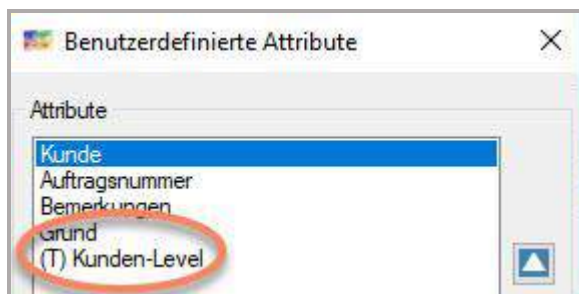 Benutzerdefinierte Attribute
Attribute
Kunde
Auftragsnummer
Bemerkungen
Grund
(T) Kunden-Level